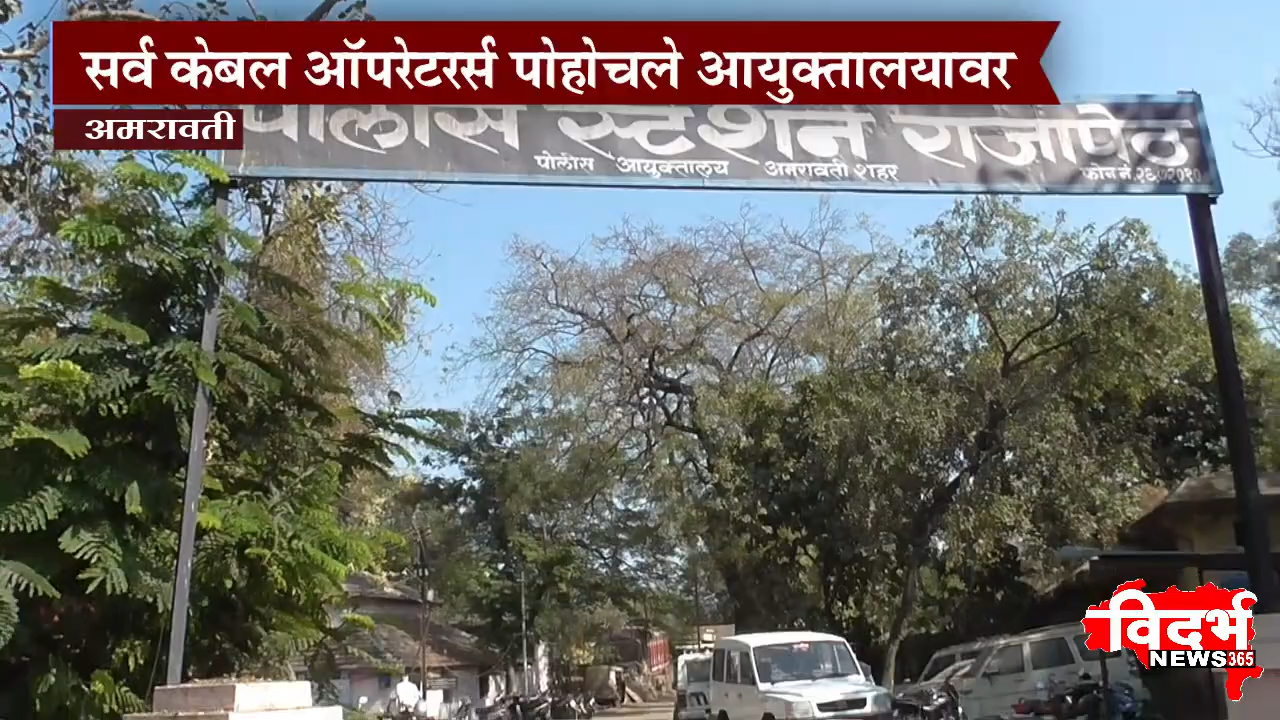 सर्व केबल ऑपरेटरर्स पोहोचले आयुक्तालयावर
अमरावती
पोलीस स्टेशन राजापेठ
पोलीस आयुक्तालय अमरावती शहर
फोन नं.
विदर्भ
NEWS365